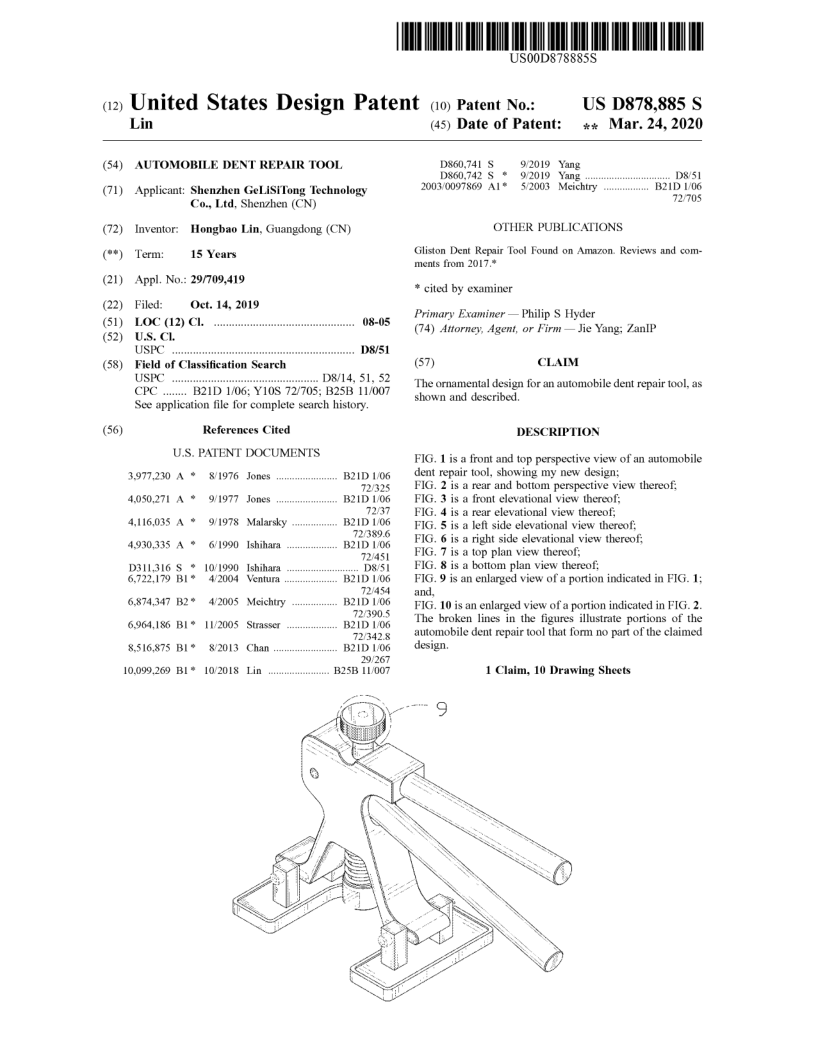 US00D878885S
(12) United States Design Patent
Lin
(10) Patent No.: US D878,885 S
(45) Date of Patent: ** Mar. 24, 2020
(54) AUTOMOBILE DENT REPAIR TOOL
(71) Applicant: Shenzhen GeLiSiTong Technology
Co., Ltd, Shenzhen (CN)
(72) Inventor: Hongbao Lin, Guangdong (CN)
(**) Term: 15 Years
(21) Appl. No.: 29/709,419
(22) Filed: Oct. 14, 2019
(51) LOC (12) Cl. ................................................ 08-05
(52) U.S. Cl.
USPC ............................................................. D8/51
(58) Field of Classification Search
USPC ................................................. D8/14, 51, 52
CPC ........ B21D 1/06; Y10S 72/705; B25B 11/007
See application file for complete search history.
(56) References Cited
U.S. PATENT DOCUMENTS
3,977,230 A * 8/1976 Jones ....................... B21D 1/06
72/325
4,050,271 A * 9/1977 Jones ....................... B21D 1/06
72/37
4,116,035 A * 9/1978 Malarsky ................. B21D 1/06
72/389.6
4,930,335 A * 6/1990 Ishihara ................... B21D 1/06
72/451
D311,316 S * 10/1990 Ishihara ........................... D8/51
6,722,179 B1 * 4/2004 Ventura .................... B21D 1/06
72/454
6,874,347 B2 * 4/2005 Meichtry ................. B21D 1/06
72/390.5
6,964,186 B1 * 11/2005 Strasser ................... B21D 1/06
72/342.8
8,516,875 B1 * 8/2013 Chan ........................ B21D 1/06
29/267
10,099,269 B1 * 10/2018 Lin ....................... B25B 11/007
D860,741 S 9/2019 Yang
D860,742 S * 9/2019 Yang ................................ D8/51
2003/0097869 A1 * 5/2003 Meichtry ................. B21D 1/06
72/705
OTHER PUBLICATIONS
Gliston Dent Repair Tool Found on Amazon. Reviews and com-
ments from 2017.*
* cited by examiner
Primary Examiner — Philip S Hyder
(74) Attorney, Agent, or Firm — Jie Yang; ZanIP
(57) CLAIM
The ornamental design for an automobile dent repair tool, as
shown and described.
DESCRIPTION
FIG. 1 is a front and top perspective view of an automobile
dent repair tool, showing my new design;
FIG. 2 is a rear and bottom perspective view thereof;
FIG. 3 is a front elevational view thereof;
FIG. 4 is a rear elevational view thereof;
FIG. 5 is a left side elevational view thereof;
FIG. 6 is a right side elevational view thereof;
FIG. 7 is a top plan view thereof;
FIG. 8 is a bottom plan view thereof;
FIG. 9 is an enlarged view of a portion indicated in FIG. 1;
and,
FIG. 10 is an enlarged view of a portion indicated in FIG. 2.
The broken lines in the figures illustrate portions of the
automobile dent repair tool that form no part of the claimed
design.
1 Claim, 10 Drawing Sheets
9